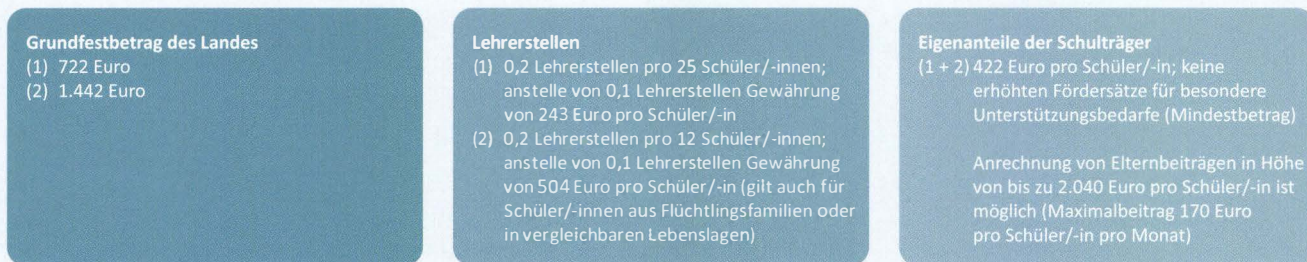 Grundfestbetrag des Landes
(1) 722 Euro
(2) 1.442 Euro
Lehrerstellen
(1) 0,2 Lehrerstellen pro 25 Schüler/-innen;
anstelle von 0,1 Lehrerstellen Gewährung
von 243 Euro pro Schüler/-in
(2) 0,2 Lehrerstellen pro 12 Schüler/-innen;
anstelle von 0,1 Lehrerstellen Gewährung
von 504 Euro pro Schüler/-in (gilt auch für
Schüler/-innen aus Flüchtlingsfamilien oder
in vergleichbaren Lebenslagen)
Eigenanteile der Schulträger
(1 + 2) 422 Euro pro Schüler/-in; keine
erhöhten Fördersätze für besondere
Unterstützungsbedarfe (Mindestbetrag)
Anrechnung von Elternbeiträgen in Höhe
von bis zu 2.040 Euro pro Schüler/-in ist
möglich (Maximalbeitrag 170 Euro
pro Schüler/-in pro Monat)